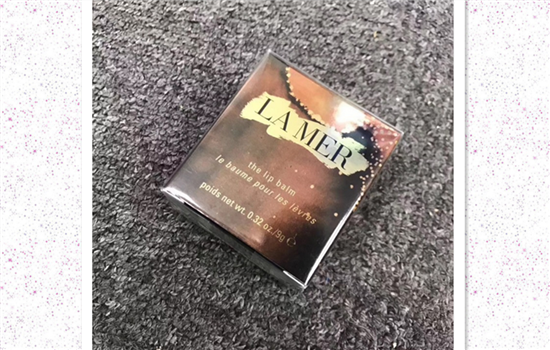 LA MER
the lip balm
le baume pour les lèvres
poids net wt. 0.32 oz./9g ℮